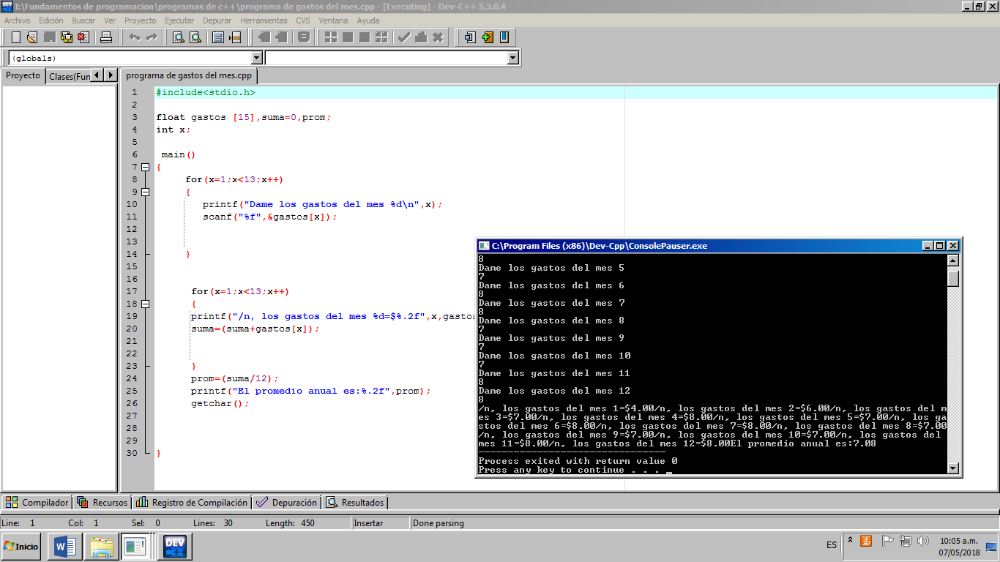 I:\Fundamentos de programacion\programas de c++\programa de gastos del mes.cpp - [Executing] - Dev-C++ 5.3.0.4
Archivo Edición Buscar Ver Proyecto Ejecutar Depurar Herramientas CVS Ventana Ayuda
(globals)
Proyecto Clases(Fun programa de gastos del mes.cpp
1 #include<stdio.h>
2
3 float gastos [15],suma=0,prom;
4 int x;
5
6 main()
7 {
8 for(x=1;x<13;x++)
9 {
10 printf("Dame los gastos del mes %d\n",x);
11 scanf("%f",&gastos[x]);
12
13
14 }
15
16
17 for(x=1;x<13;x++)
18 {
19 printf("/n, los gastos del mes %d=$%.2f",x,gastos
20 suma=(suma+gastos[x]);
21
22
23 }
24 prom=(suma/12);
25 printf("El promedio anual es:%.2f",prom);
26 getchar();
27
28
29
30 }
C:\Program Files (x86)\Dev-Cpp\ConsolePauser.exe
8
Dame los gastos del mes 5
7
Dame los gastos del mes 6
8
Dame los gastos del mes 7
8
Dame los gastos del mes 8
7
Dame los gastos del mes 9
7
Dame los gastos del mes 10
7
Dame los gastos del mes 11
8
Dame los gastos del mes 12
8
/n, los gastos del mes 1=$4.00/n, los gastos del mes 2=$6.00/n, los gastos del m
es 3=$7.00/n, los gastos del mes 4=$8.00/n, los gastos del mes 5=$7.00/n, los ga
stos del mes 6=$8.00/n, los gastos del mes 7=$8.00/n, los gastos del mes 8=$7.00
/n, los gastos del mes 9=$7.00/n, los gastos del mes 10=$7.00/n, los gastos del
mes 11=$8.00/n, los gastos del mes 12=$8.00El promedio anual es:7.08
--------------------------------
Process exited with return value 0
Press any key to continue . . . _
Compilador Recursos Registro de Compilación Depuración Resultados
Line: 1 Col: 1 Sel: 0 Lines: 30 Length: 450 Insertar Done parsing
Inicio W DEV C++ ES 10:05 a.m.
07/05/2018